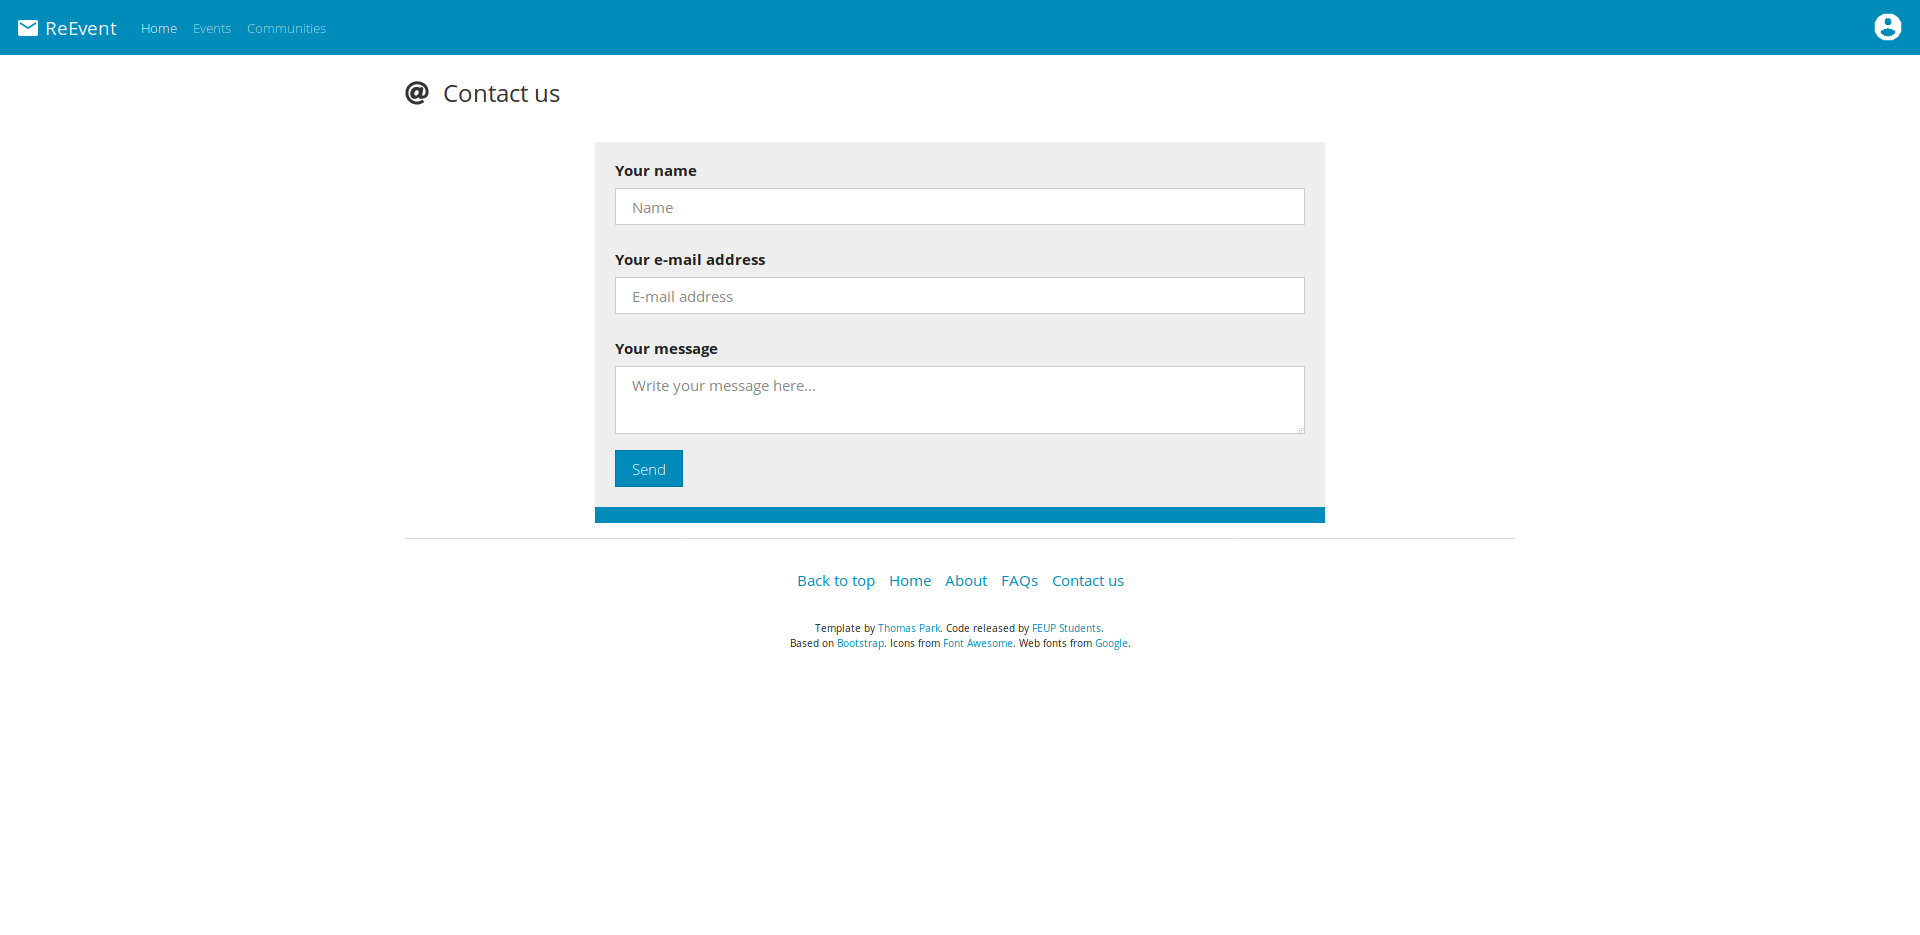 ReEvent Home Events Communities
@ Contact us
Your name
Name
Your e-mail address
E-mail address
Your message
Write your message here...
Send
Back to top Home About FAQs Contact us
Template by Thomas Park. Code released by FEUP Students.
Based on Bootstrap. Icons from Font Awesome. Web fonts from Google.